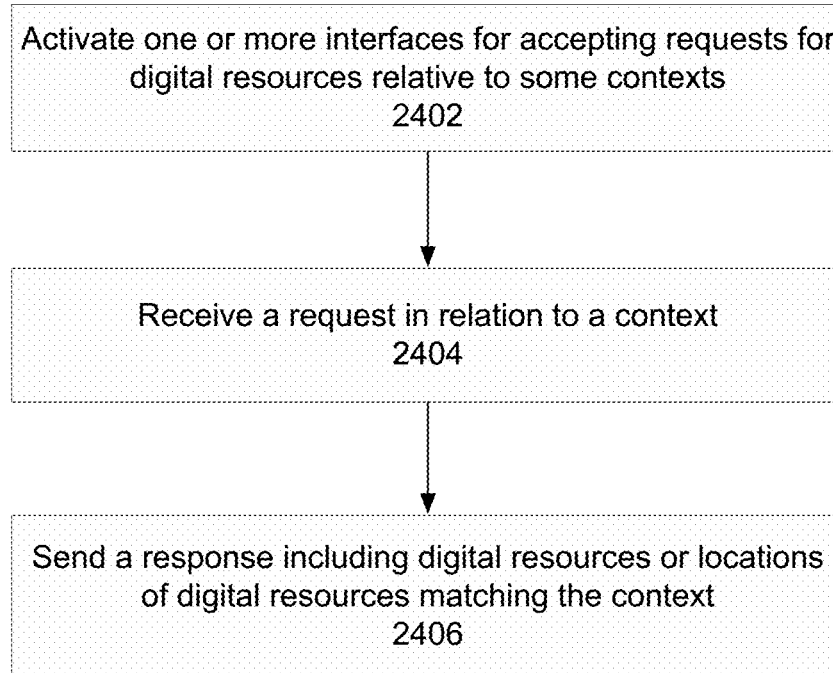 Activate one or more interfaces for accepting requests for
digital resources relative to some contexts
2402
Receive a request in relation to a context
2404
Send a response including digital resources or locations
of digital resources matching the context
2406